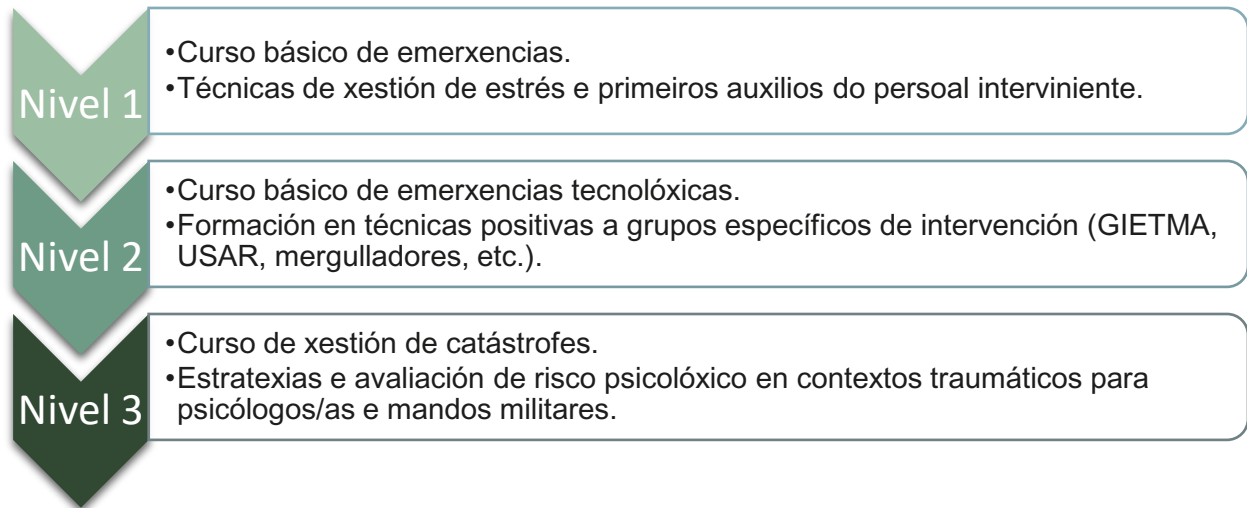 Nivel 1
•Curso básico de emerxencias.
•Técnicas de xestión de estrés e primeiros auxilios do persoal interviniente.
Nivel 2
•Curso básico de emerxencias tecnolóxicas.
•Formación en técnicas positivas a grupos específicos de intervención (GIETMA,
USAR, mergulladores, etc.).
Nivel 3
•Curso de xestión de catástrofes.
•Estratexias e avaliación de risco psicolóxico en contextos traumáticos para
psicólogos/as e mandos militares.